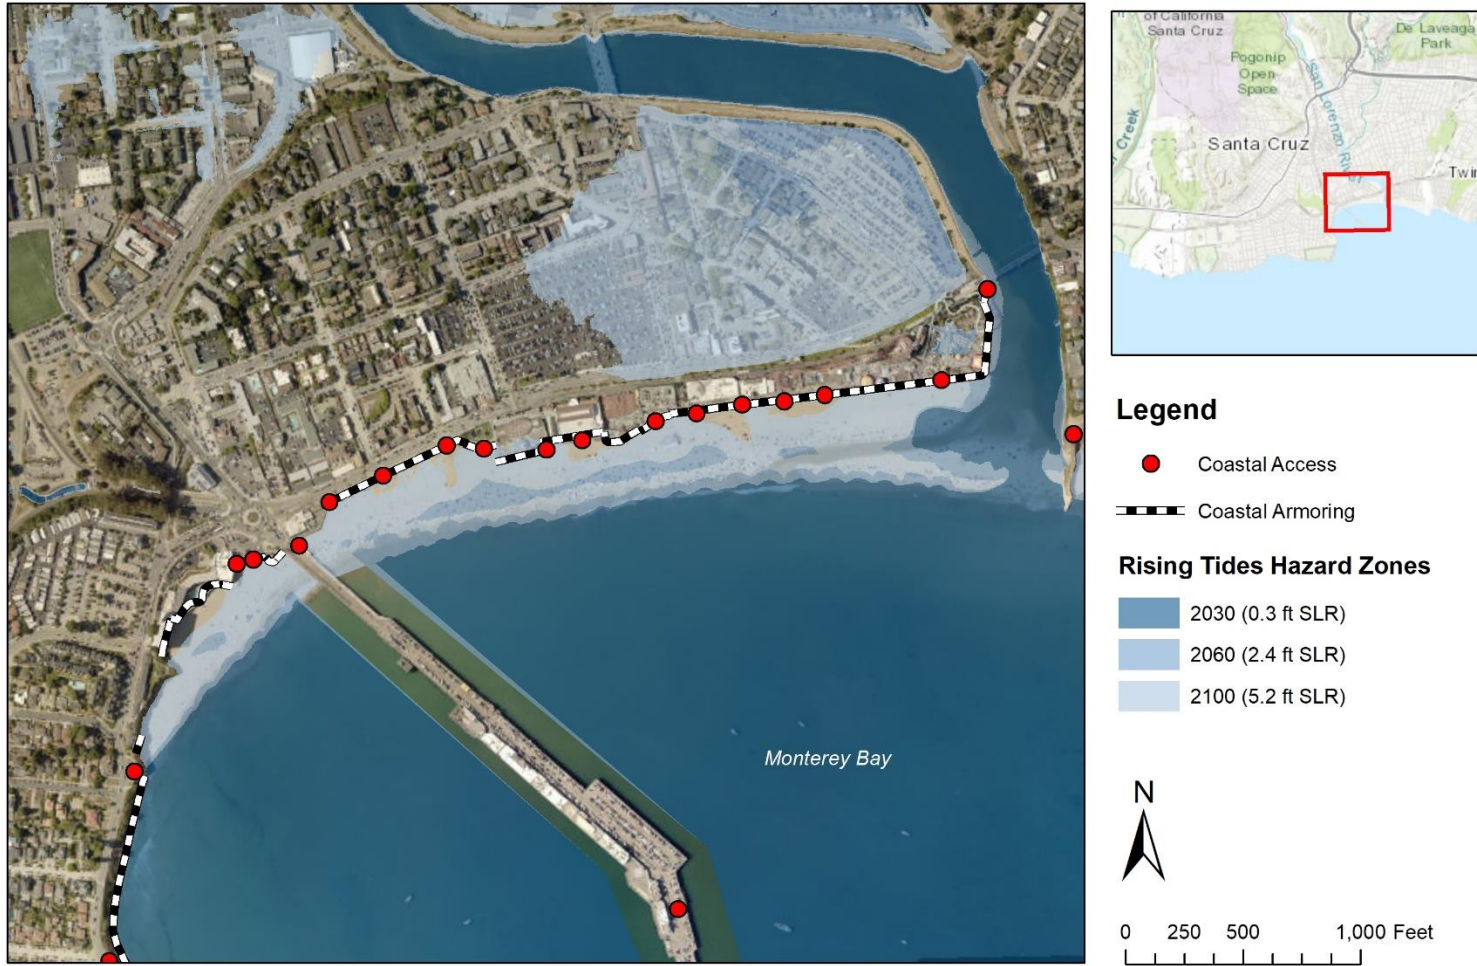 Monterey Bay
of California
Santa Cruz
De Laveaga
Park
Pogonip
Open
Space
San Lorenzo River
Creek
Santa Cruz
Twin
Legend
Coastal Access
Coastal Armoring
Rising Tides Hazard Zones
2030 (0.3 ft SLR)
2060 (2.4 ft SLR)
2100 (5.2 ft SLR)
N
0 250 500 1,000 Feet